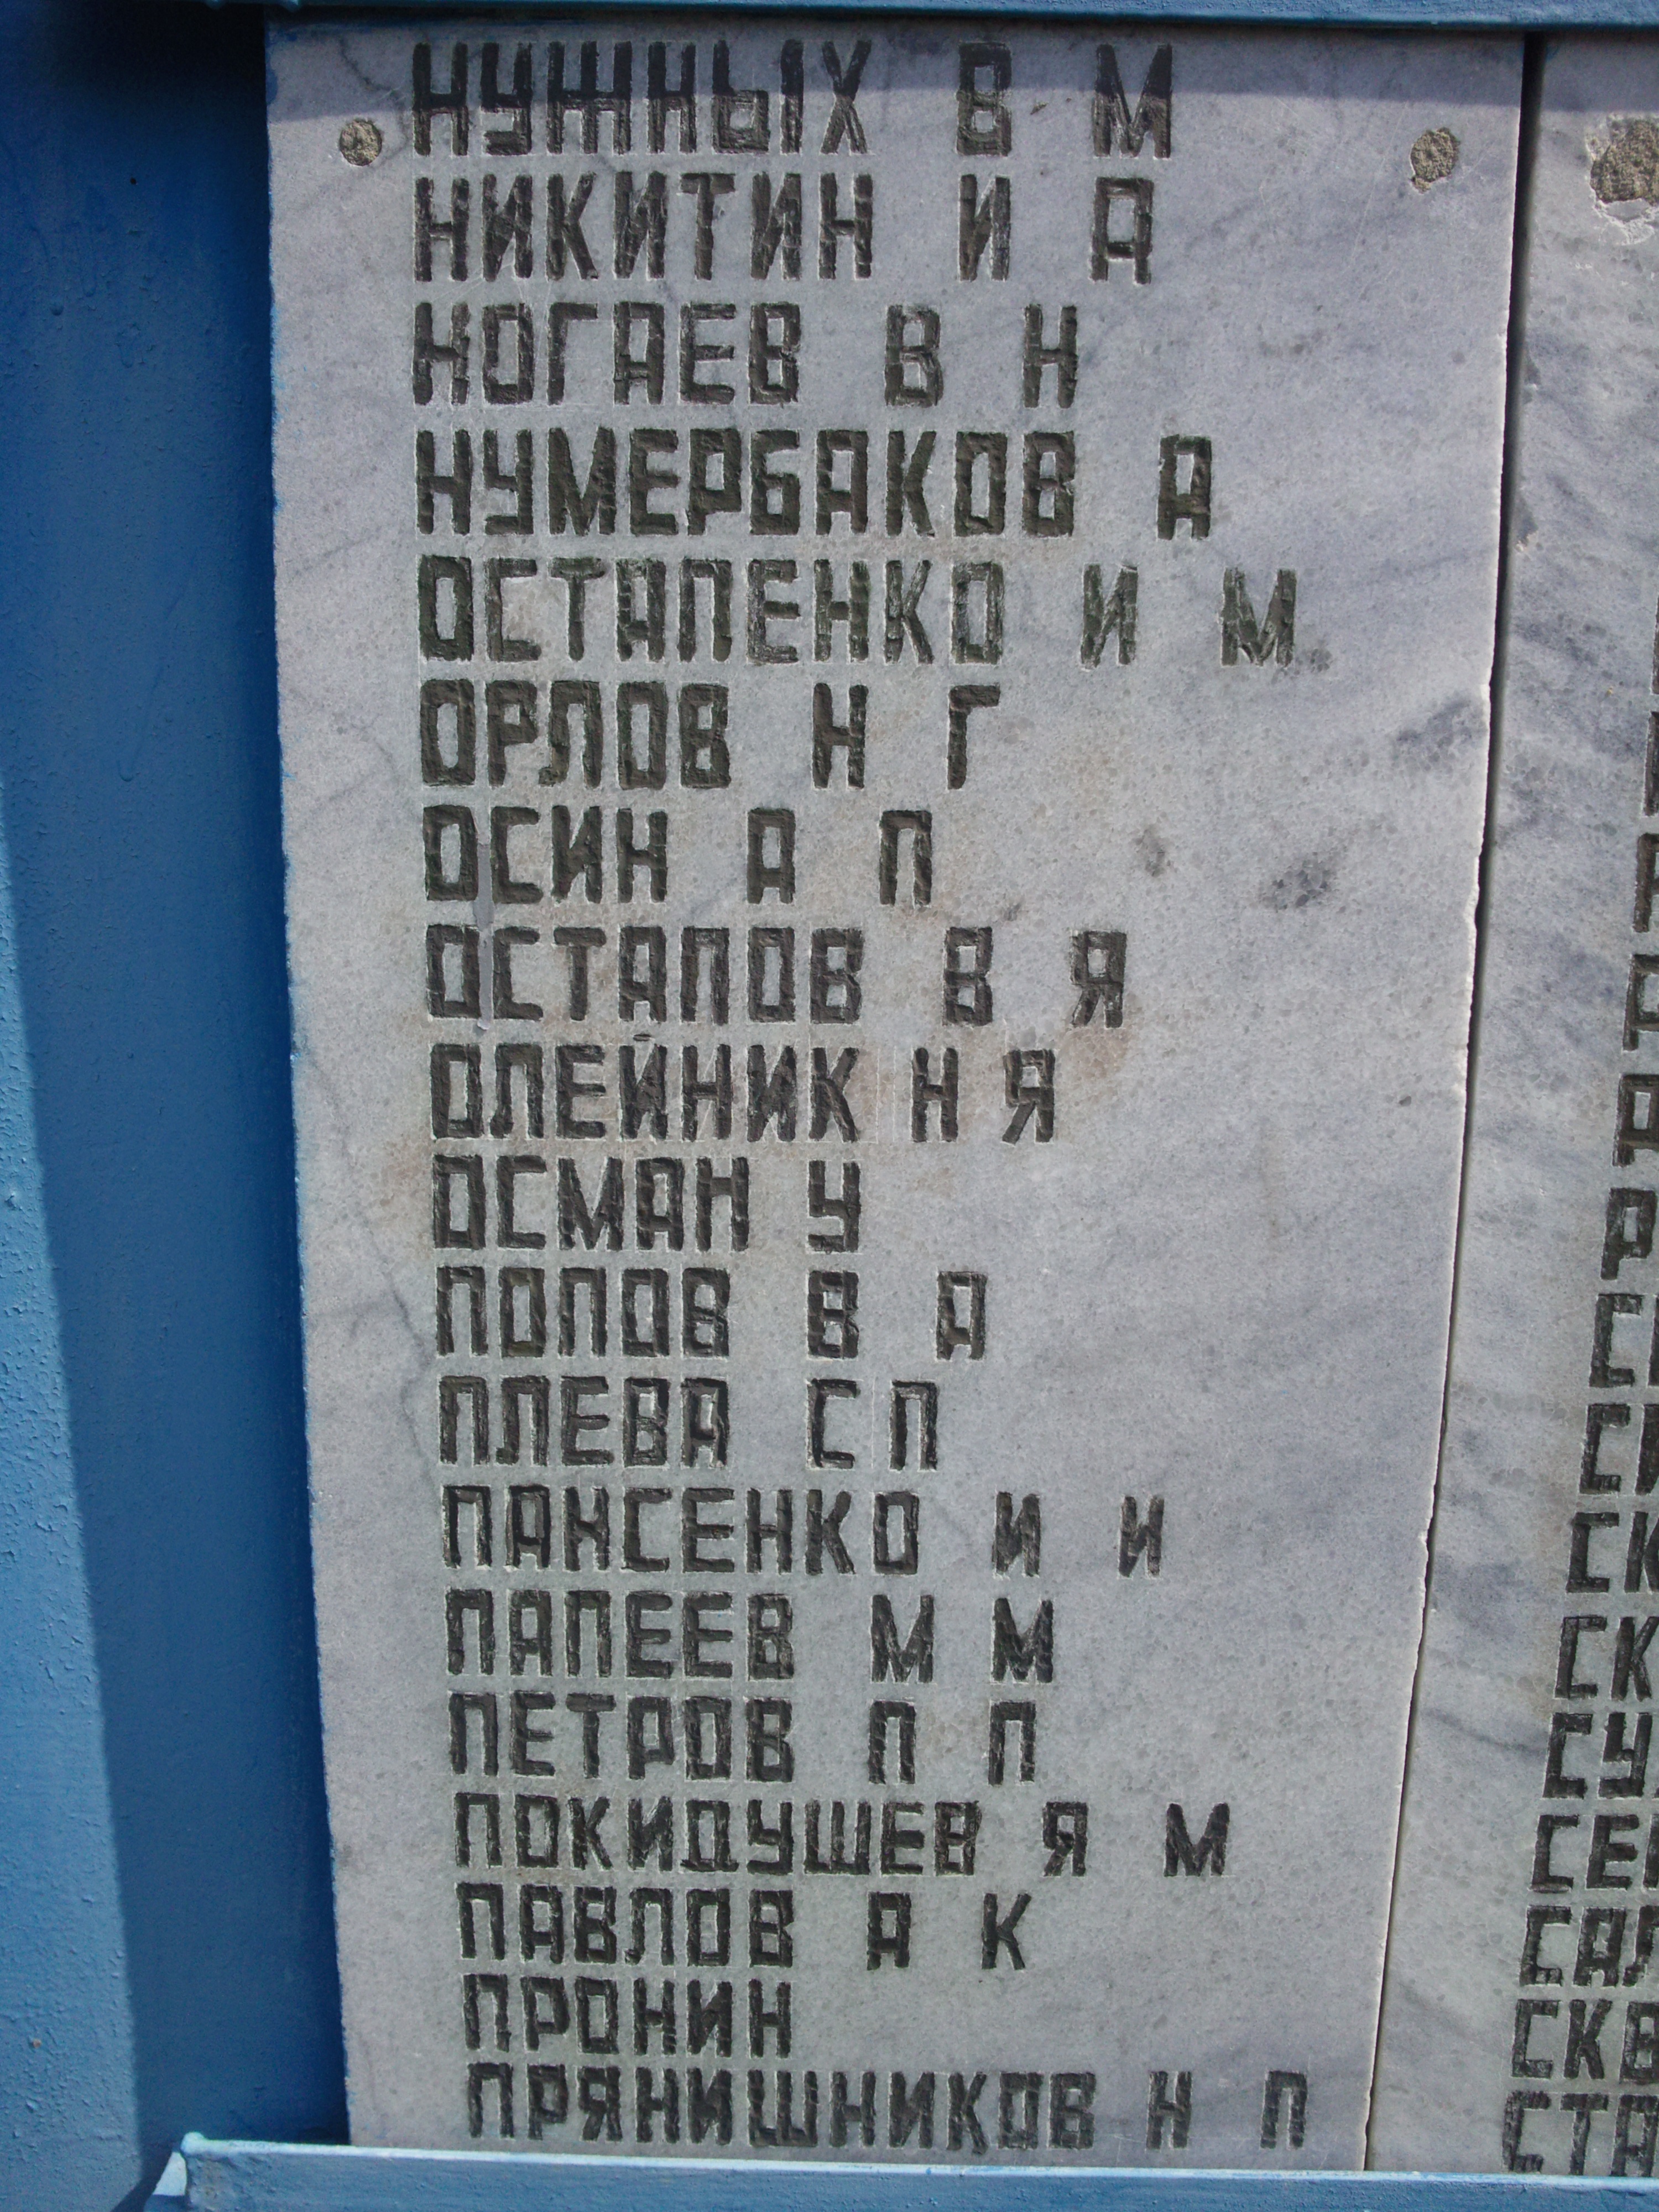 НУЖНЫХ В М
НИКИТИН И А
НОГАЕВ В Н
НУМЕРБАКОВ А
ОСТАПЕНКО И М
ОРЛОВ Н Г
ОСИН А П
ОСТАПОВ В Я
ОЛЕЙНИК Н Я
ОСМАН У
ПОПОВ В А
ПЛЕВА С П
ПАНСЕНКО И И
ПАПЕЕВ М М
ПЕТРОВ П П
ПОКИДУШЕВ Я М
ПАВЛОВ А К
ПРОНИН
ПРЯНИШНИКОВ Н П